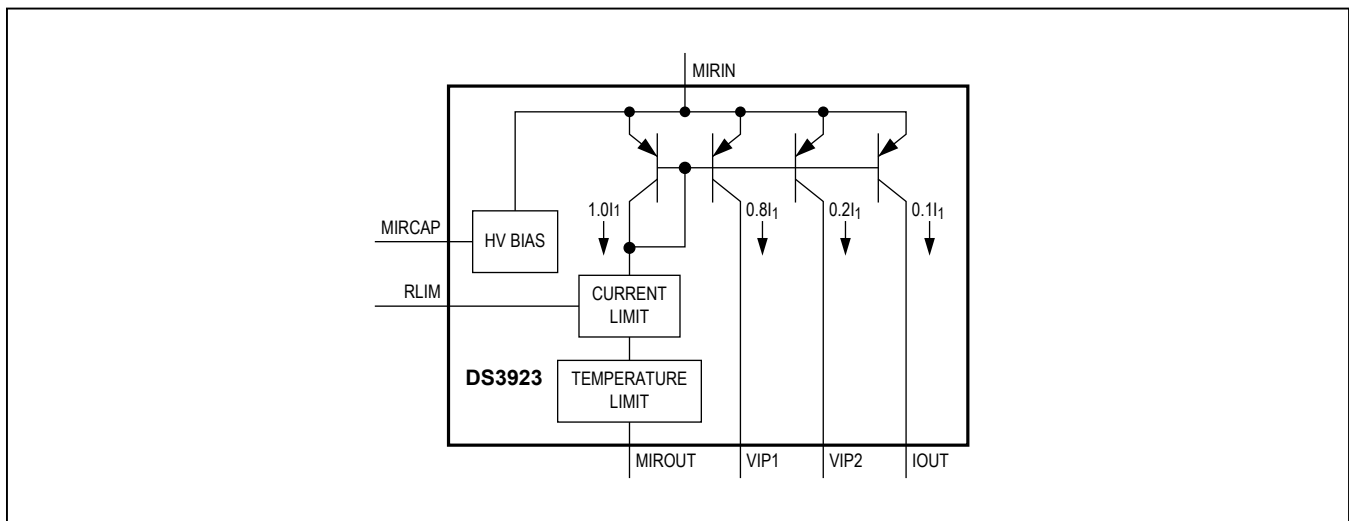 MIRIN
1.0I1
0.8I1
0.2I1
0.1I1
MIRCAP
HV BIAS
RLIM
CURRENT
LIMIT
DS3923
TEMPERATURE
LIMIT
MIROUT
VIP1
VIP2
IOUT